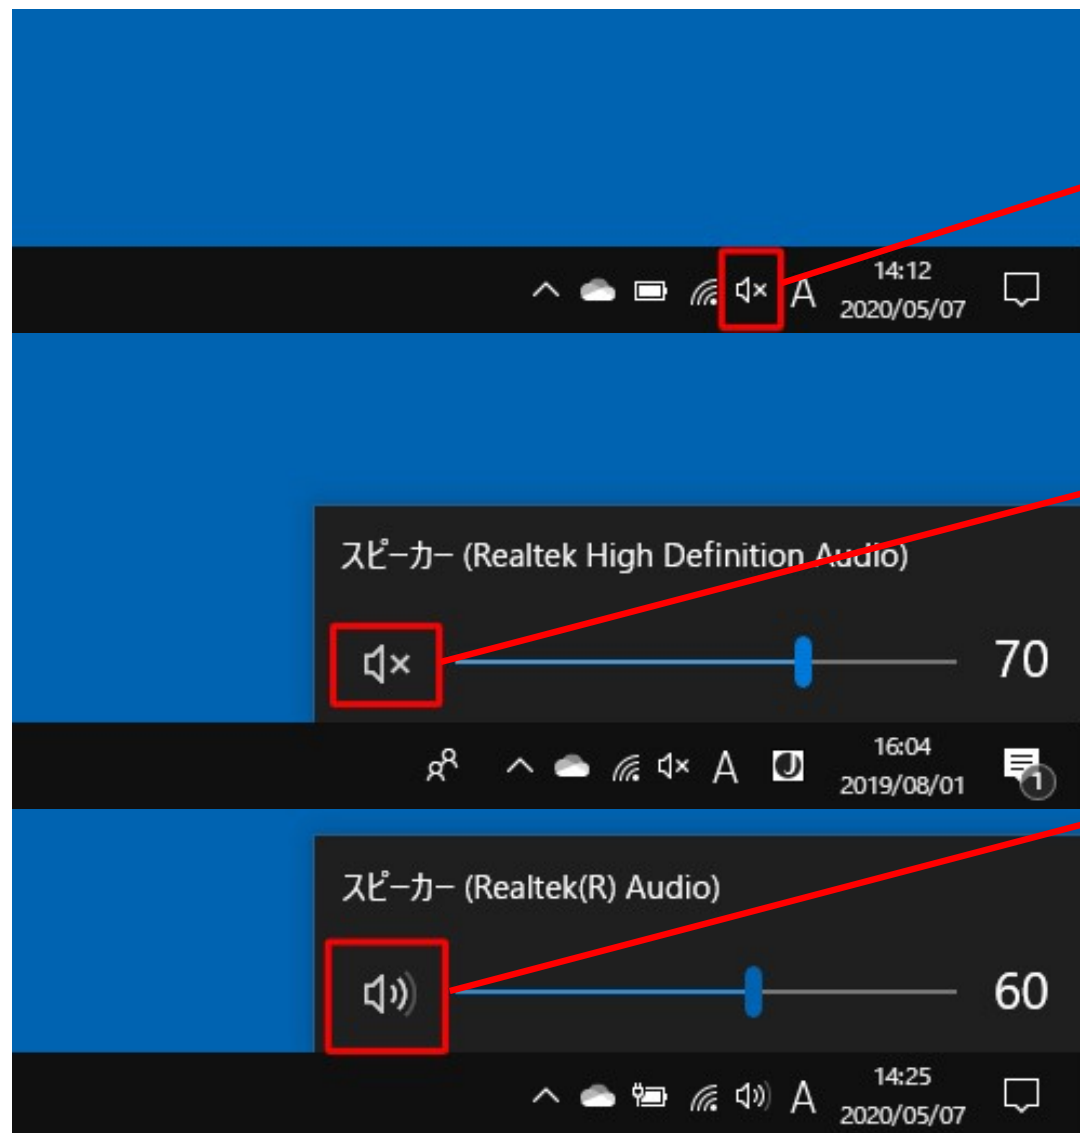 A
14:12
2020/05/07
スピーカー (Realtek High Definition Audio)
70
A
J
16:04
2019/08/01
1
スピーカー (Realtek(R) Audio)
60
A
14:25
2020/05/07